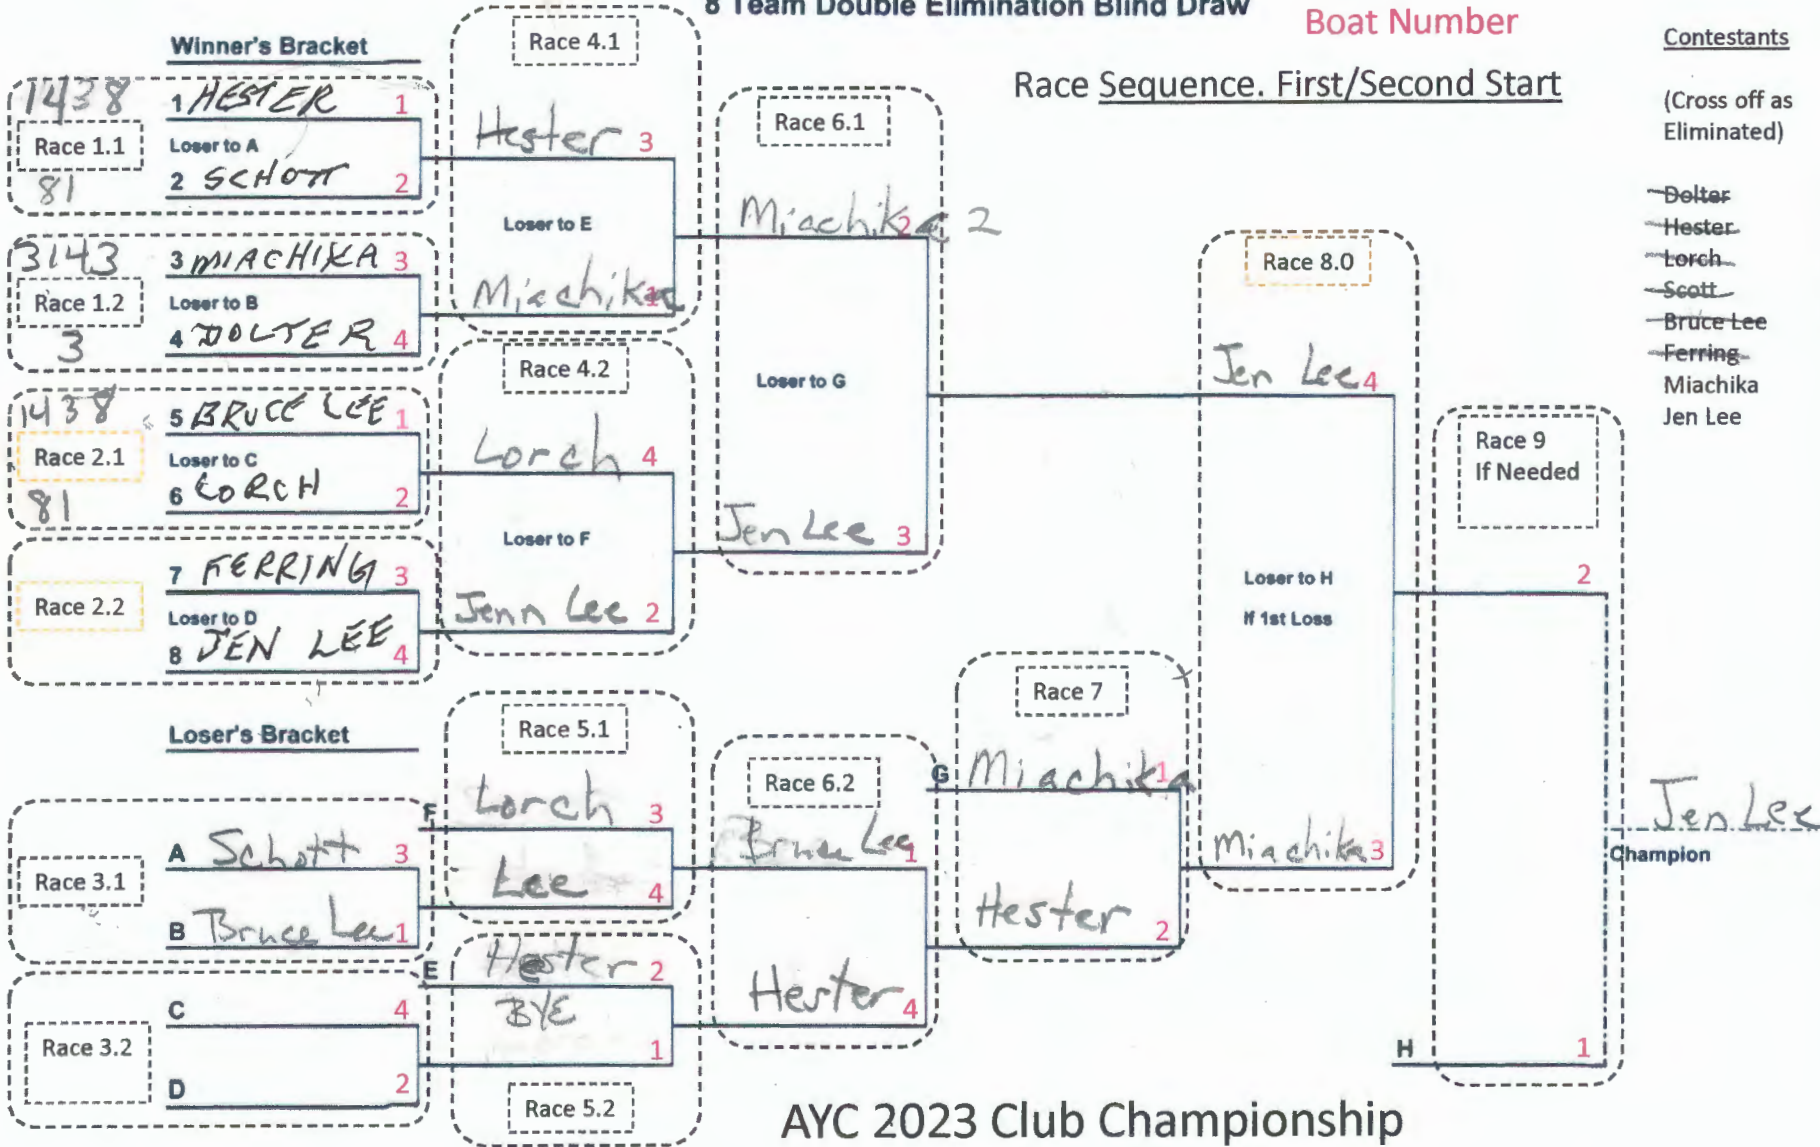 8 Team Double Elimination Blind Draw
Boat Number
Race Sequence. First/Second Start
Contestants
(Cross off as
Eliminated)
Dolter
Hester
Lorch
Scott
Bruce Lee
Ferring
Miachika
Jen Lee
Winner's Bracket
1438
1 HESTER 1
Race 1.1
Loser to A
81
2 SCHOTT 2
3143
3 MIACHIKA 3
Race 1.2
Loser to B
3
4 DOLTER 4
1438
5 BRUCE LEE 1
Race 2.1
Loser to C
81
6 LORCH 2
7 FERRING 3
Race 2.2
Loser to D
8 JEN LEE 4
Race 4.1
Hester 3
Loser to E
Miachika 1
Race 4.2
Lorch 4
Loser to F
Jenn Lee 2
Race 6.1
Miachika 2 2
Loser to G
Jen Lee 3
Race 8.0
Jen Lee 4
Loser to H
If 1st Loss
Miachika 3
Race 9
If Needed
2
H 1
Jen Lee
Champion
Loser's Bracket
Race 3.1
A Schott 3
B Bruce Lee 1
Race 3.2
C 4
D 2
Race 5.1
F Lorch 3
Lee 4
E Hester 2
BYE
1
Race 5.2
Race 6.2
Bruce Lee 1
Hester 4
Race 7
G Miachika 1
Hester 2
AYC 2023 Club Championship